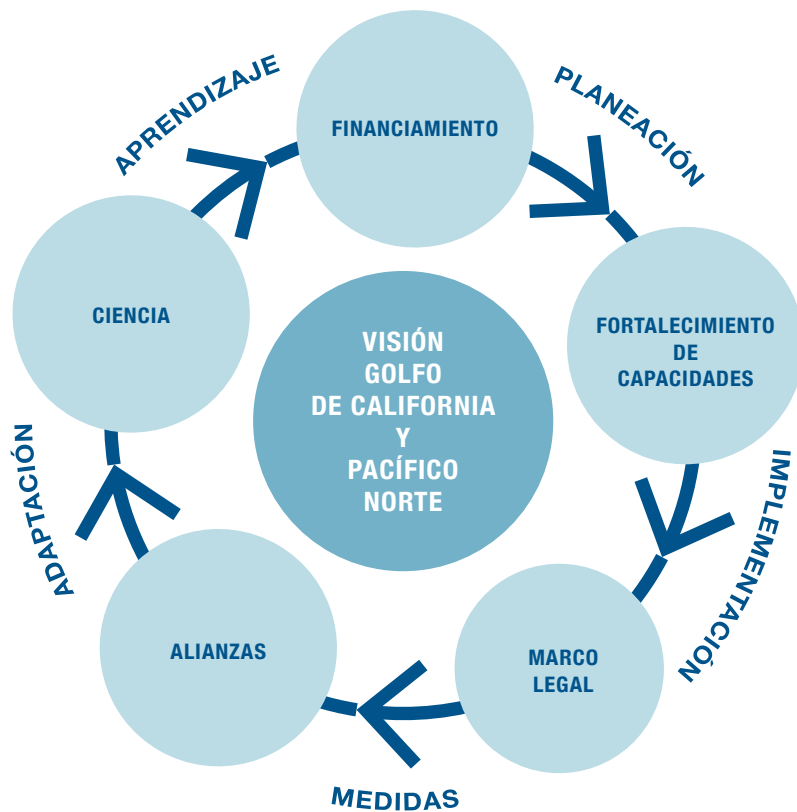 APRENDIZAJE
FINANCIAMIENTO
PLANEACIÓN
CIENCIA
FORTALECIMIENTO
DE
CAPACIDADES
VISIÓN
GOLFO
DE CALIFORNIA
Y
PACÍFICO
NORTE
ADAPTACIÓN
IMPLEMENTACIÓN
ALIANZAS
MARCO
LEGAL
MEDIDAS